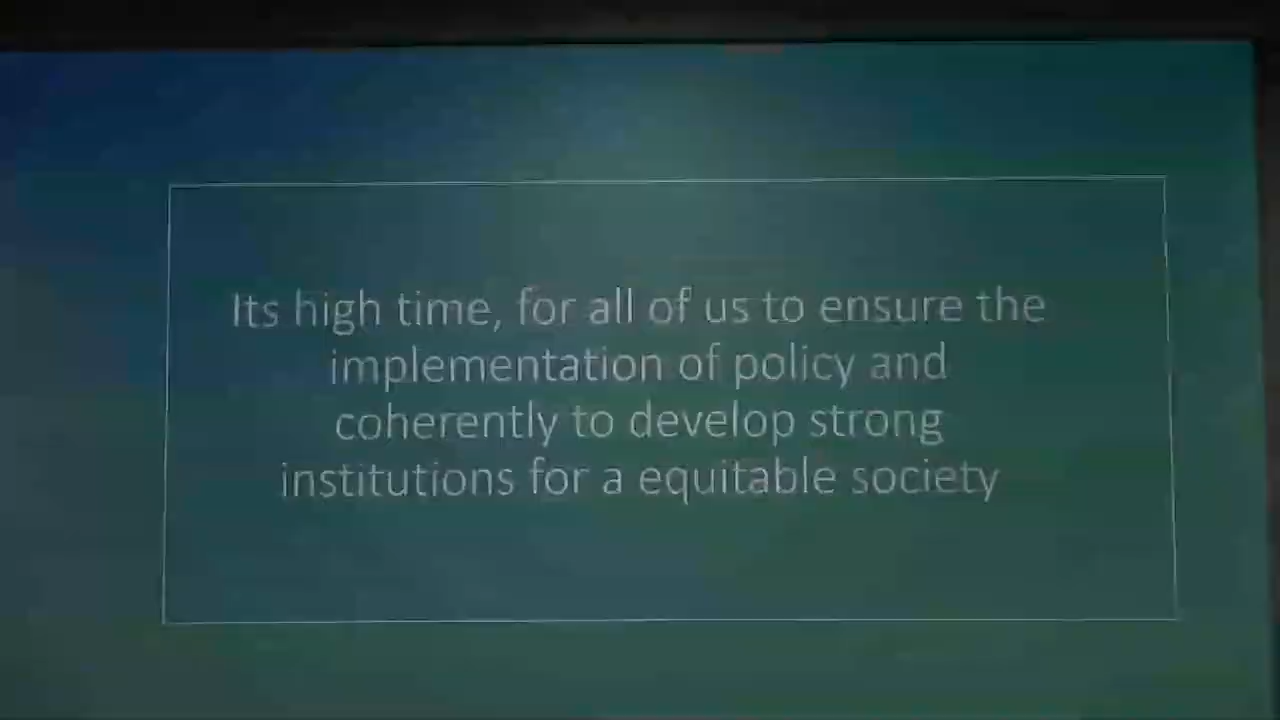 Its high time, for all of us to ensure the
implementation of policy and
coherently to develop strong
institutions for a equitable society